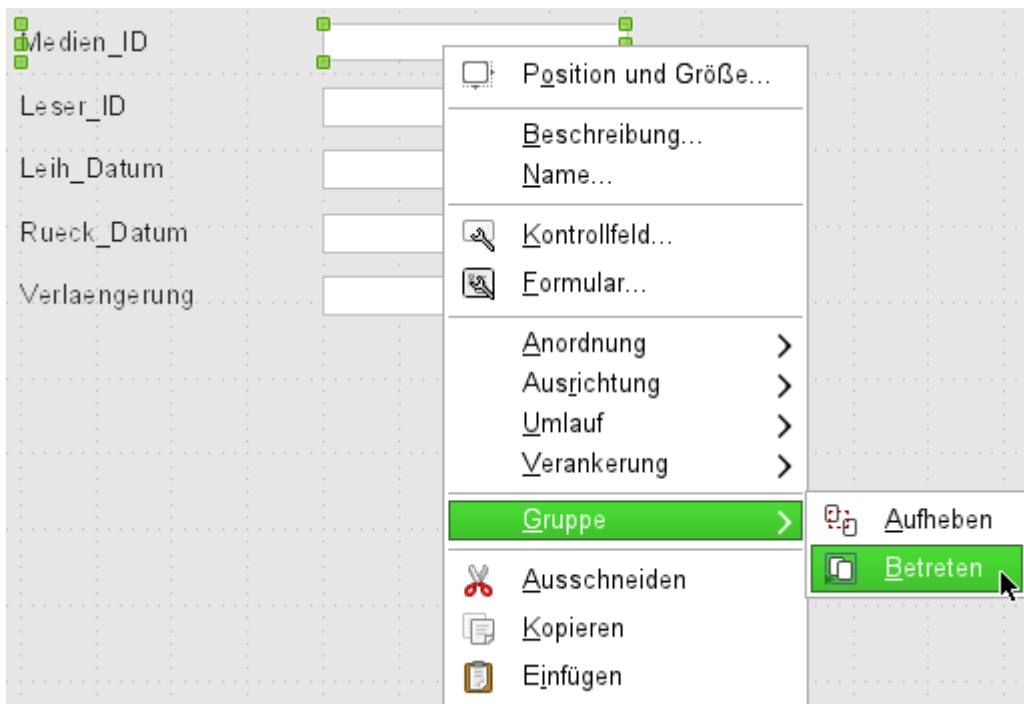 Medien_ID
Leser_ID
Leih_Datum
Rueck_Datum
Verlaengerung
Position und Größe...
Beschreibung...
Name...
Kontrollfeld...
Formular...
Anordnung
Ausrichtung
Umlauf
Verankerung
Gruppe
Aufheben
Betreten
Ausschneiden
Kopieren
Einfügen